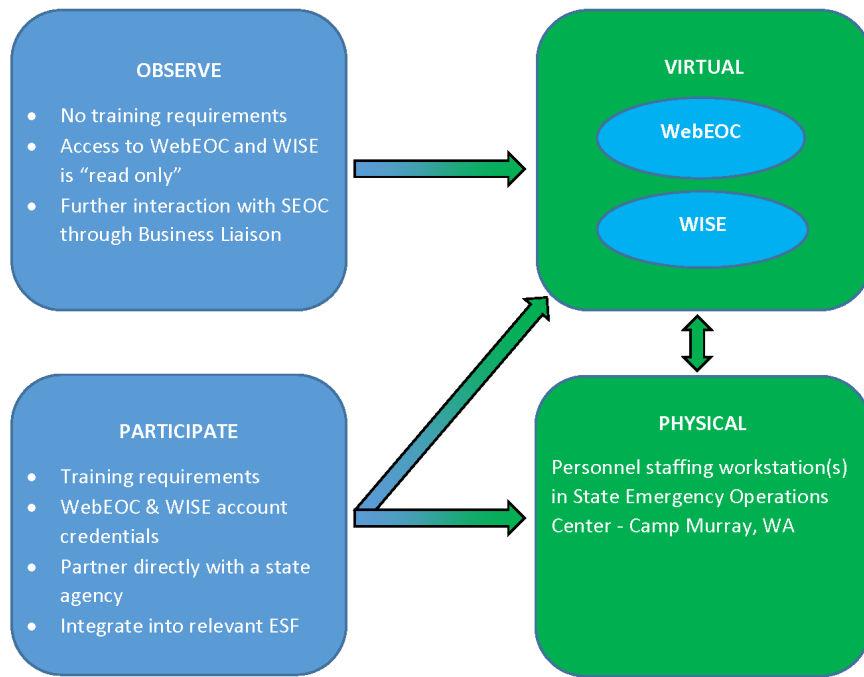 OBSERVE
• No training requirements
• Access to WebEOC and WISE
is “read only”
• Further interaction with SEOC
through Business Liaison
VIRTUAL
WebEOC
WISE
PARTICIPATE
• Training requirements
• WebEOC & WISE account
credentials
• Partner directly with a state
agency
• Integrate into relevant ESF
PHYSICAL
Personnel staffing workstation(s)
in State Emergency Operations
Center - Camp Murray, WA